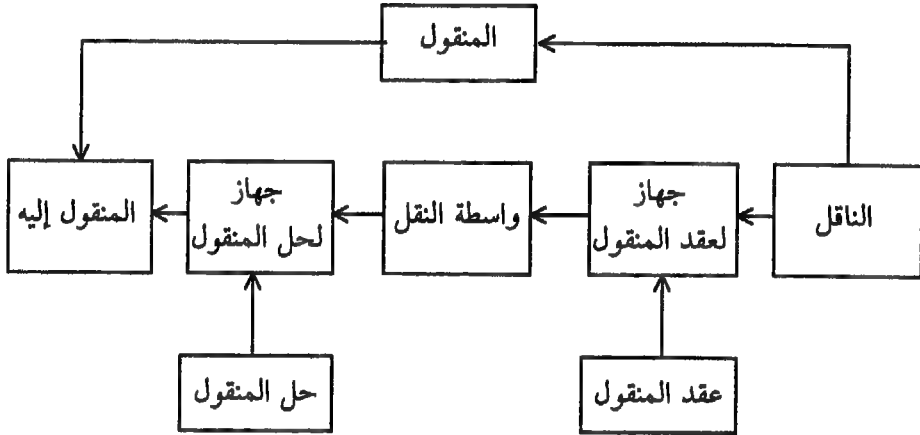 المنقول
الناقل
جهاز
لعقد المنقول
واسطة النقل
جهاز
لحل المنقول
المنقول إليه
عقد المنقول
حل المنقول